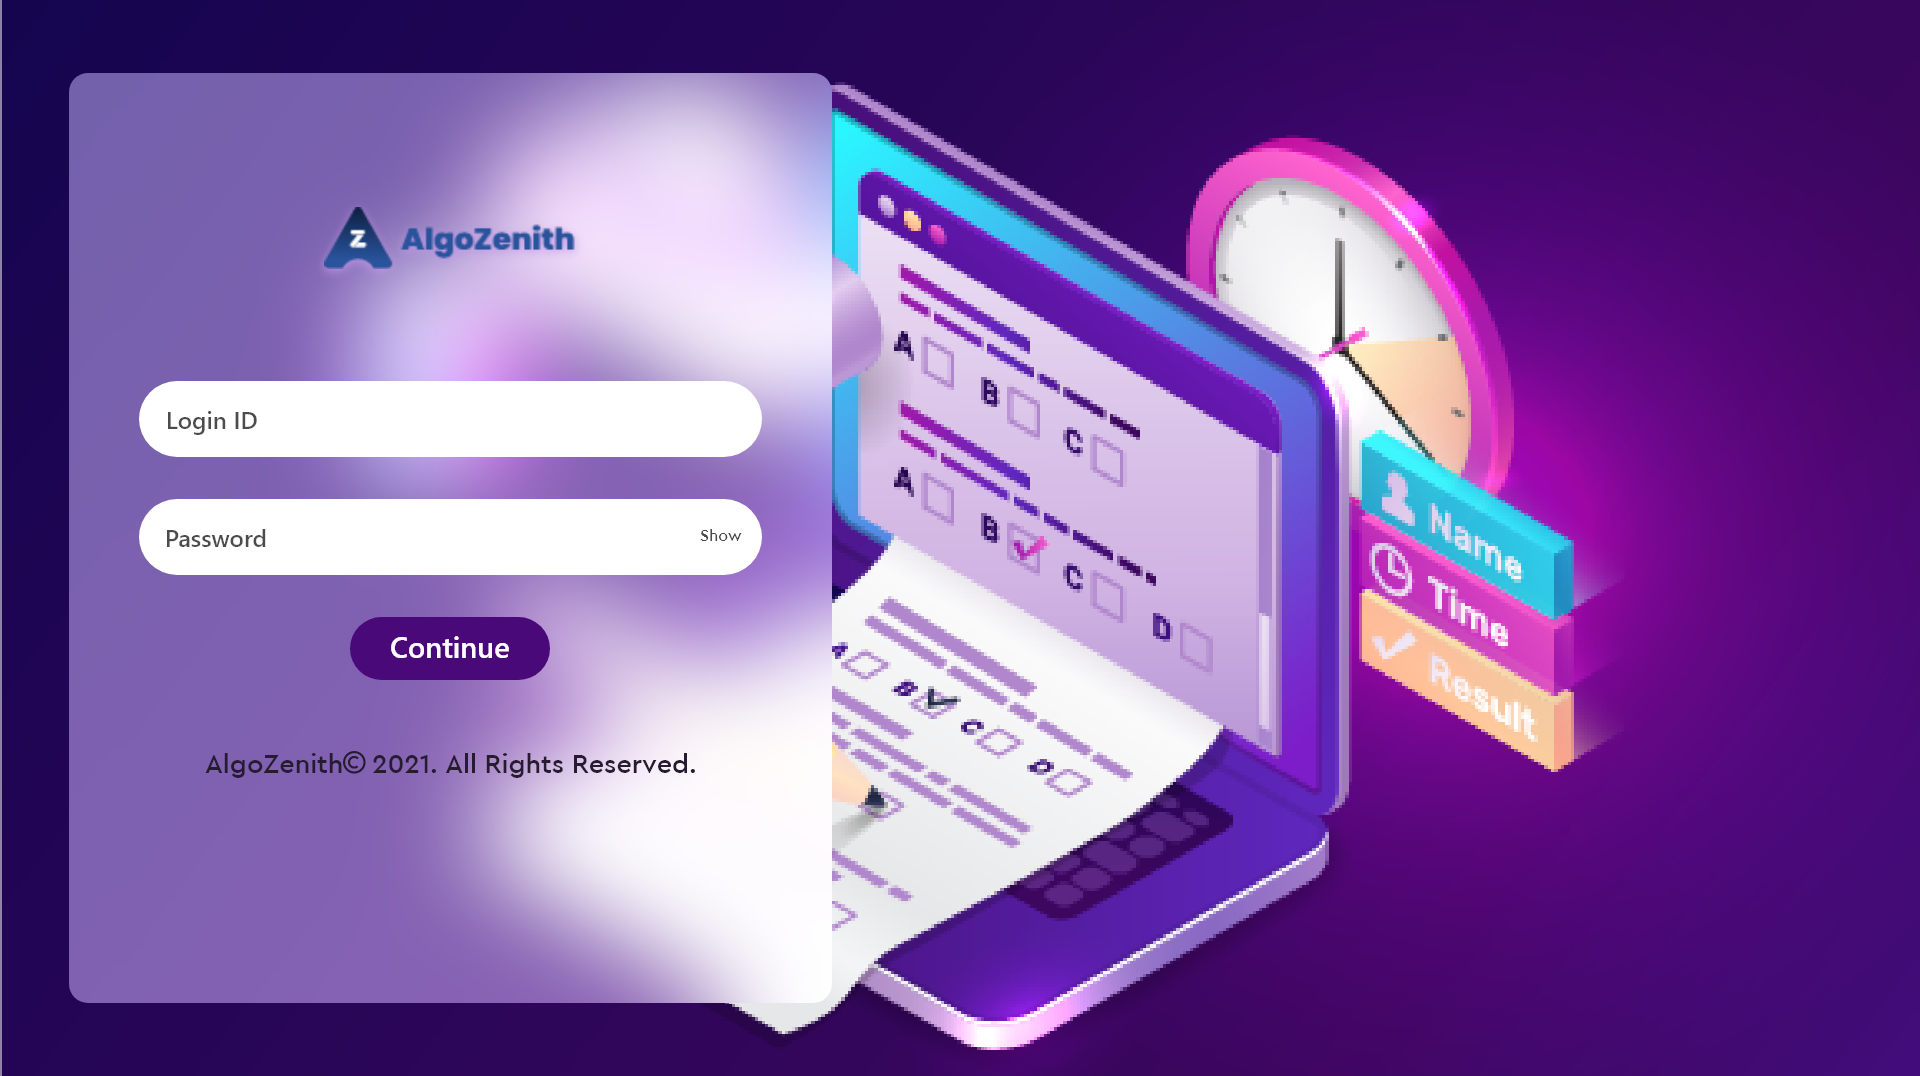 Z AlgoZenith
Login ID
Password Show
Continue
AlgoZenith© 2021. All Rights Reserved.
A
B
C
A
B
C
D
A
B
C
D
Name
Time
Result